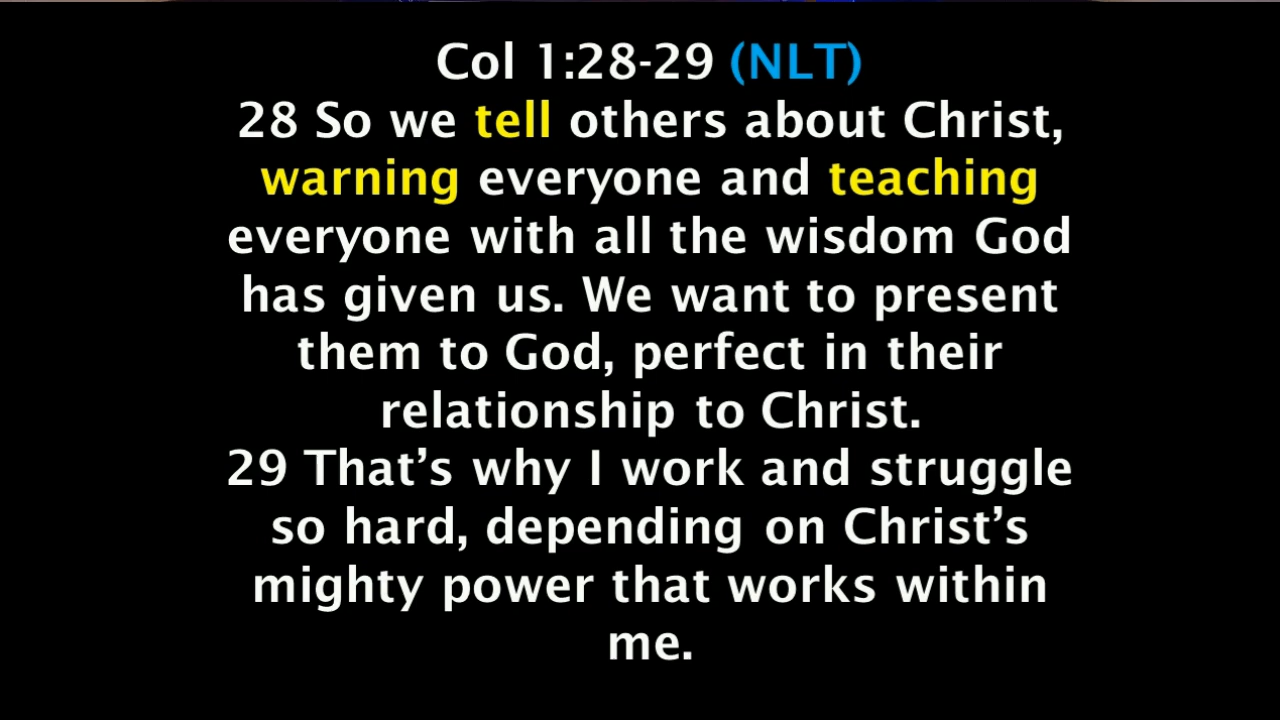 Col 1:28-29 (NLT)
28 So we tell others about Christ,
warning everyone and teaching
everyone with all the wisdom God
has given us. We want to present
them to God, perfect in their
relationship to Christ.
29 That’s why I work and struggle
so hard, depending on Christ’s
mighty power that works within
me.